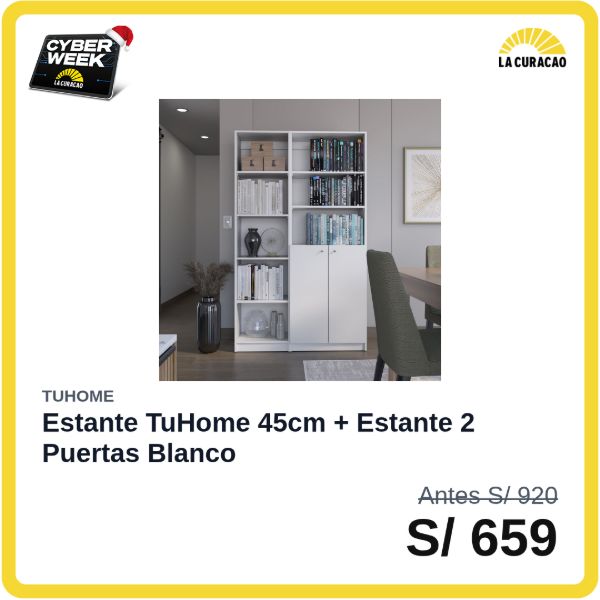 CYBER
WEEK
LA CURACAO
LA CURACAO
TUHOME
Estante TuHome 45cm + Estante 2
Puertas Blanco
Antes S/ 920
S/ 659